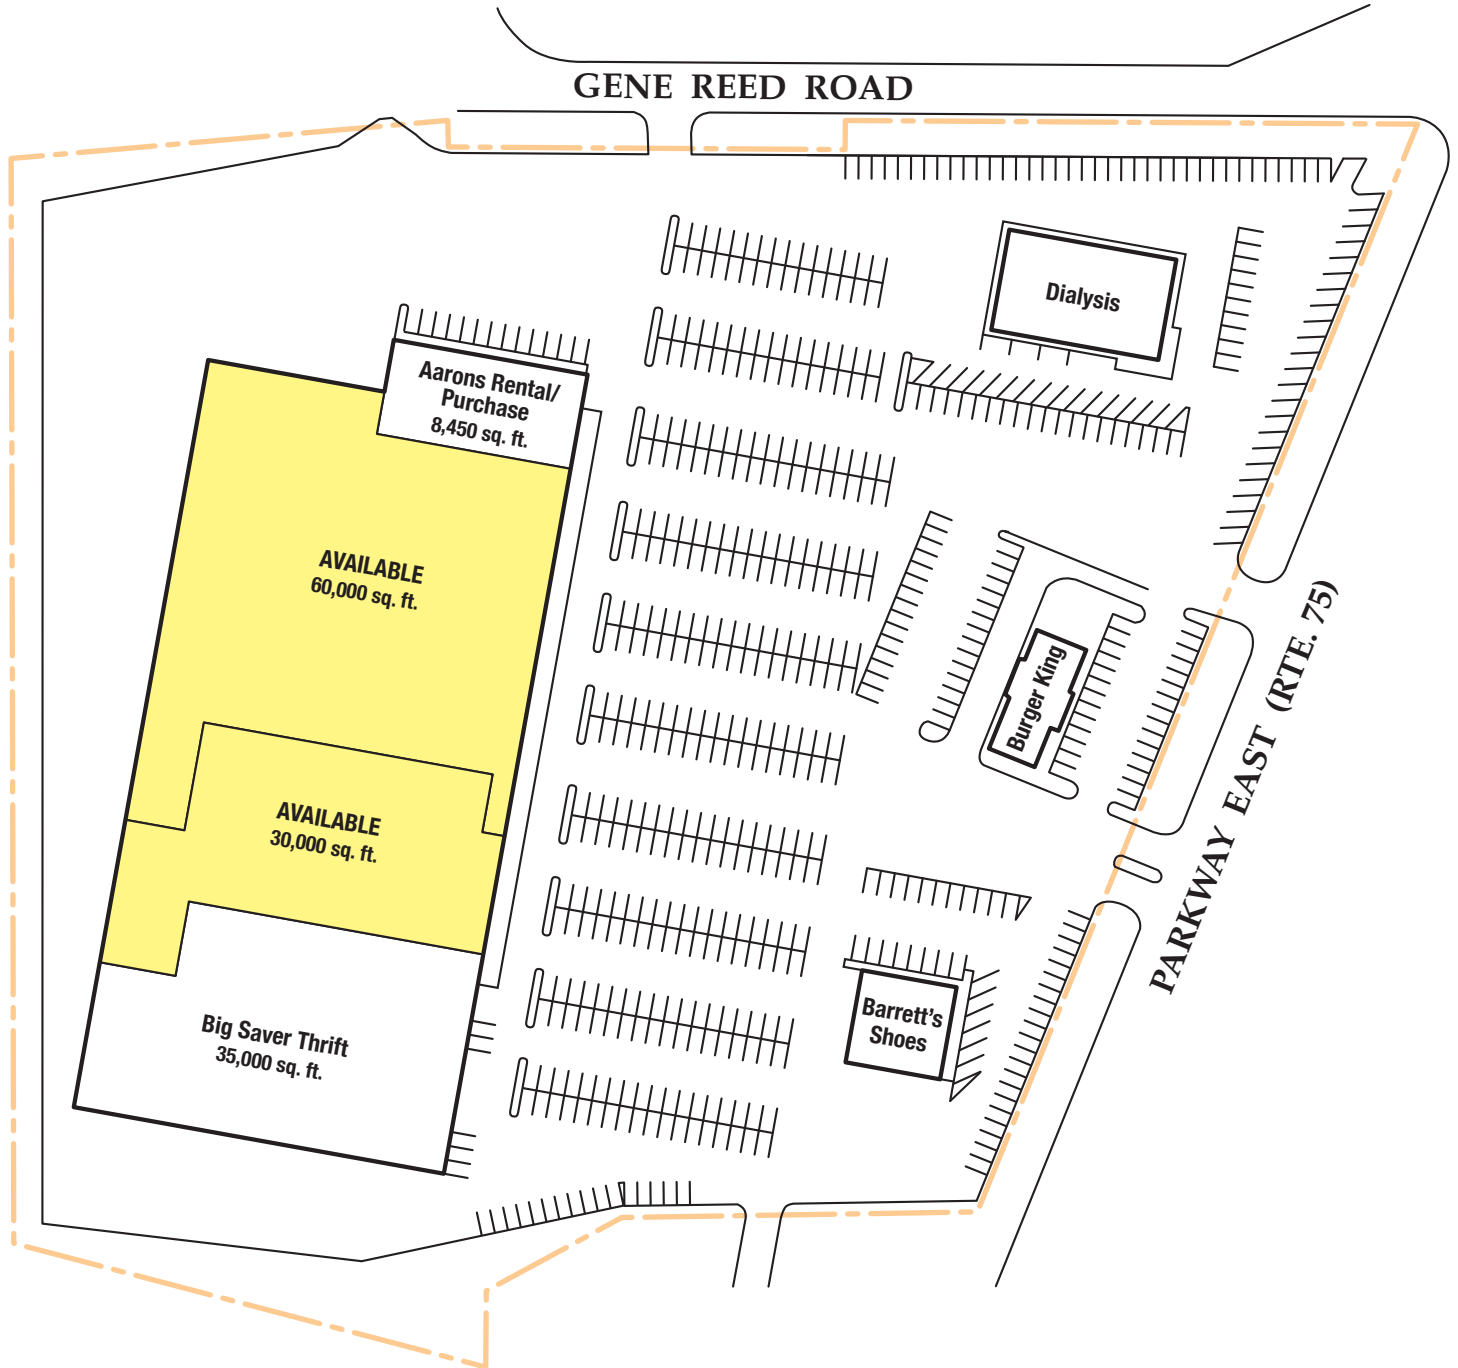 GENE REED ROAD
Dialysis
Aarons Rental/
Purchase
8,450 sq. ft.
AVAILABLE
60,000 sq. ft.
Burger King
PARKWAY EAST (RTE. 75)
AVAILABLE
30,000 sq. ft.
Barrett's
Shoes
Big Saver Thrift
35,000 sq. ft.